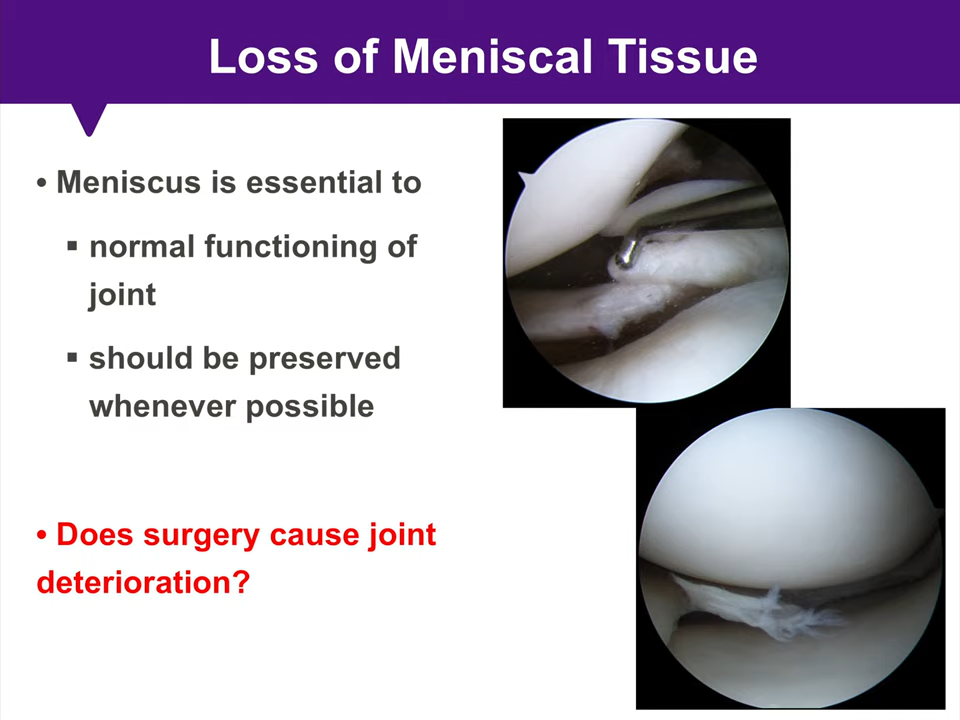 Loss of Meniscal Tissue
• Meniscus is essential to
▪ normal functioning of
joint
▪ should be preserved
whenever possible
• Does surgery cause joint
deterioration?